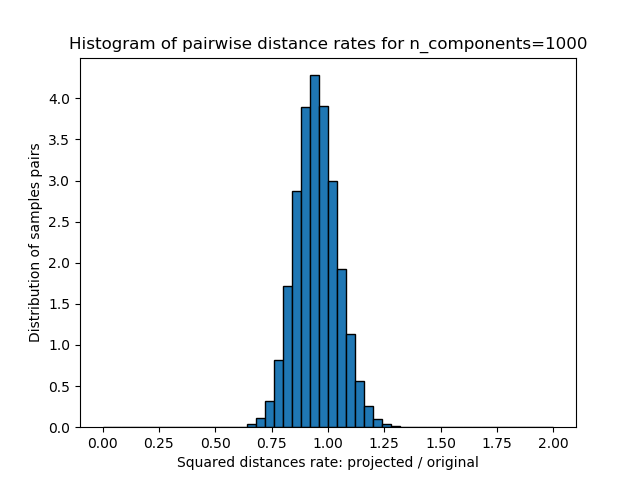 Histogram of pairwise distance rates for n_components=1000
Distribution of samples pairs
4.0
3.5
3.0
2.5
2.0
1.5
1.0
0.5
0.0
0.00 0.25 0.50 0.75 1.00 1.25 1.50 1.75 2.00
Squared distances rate: projected / original